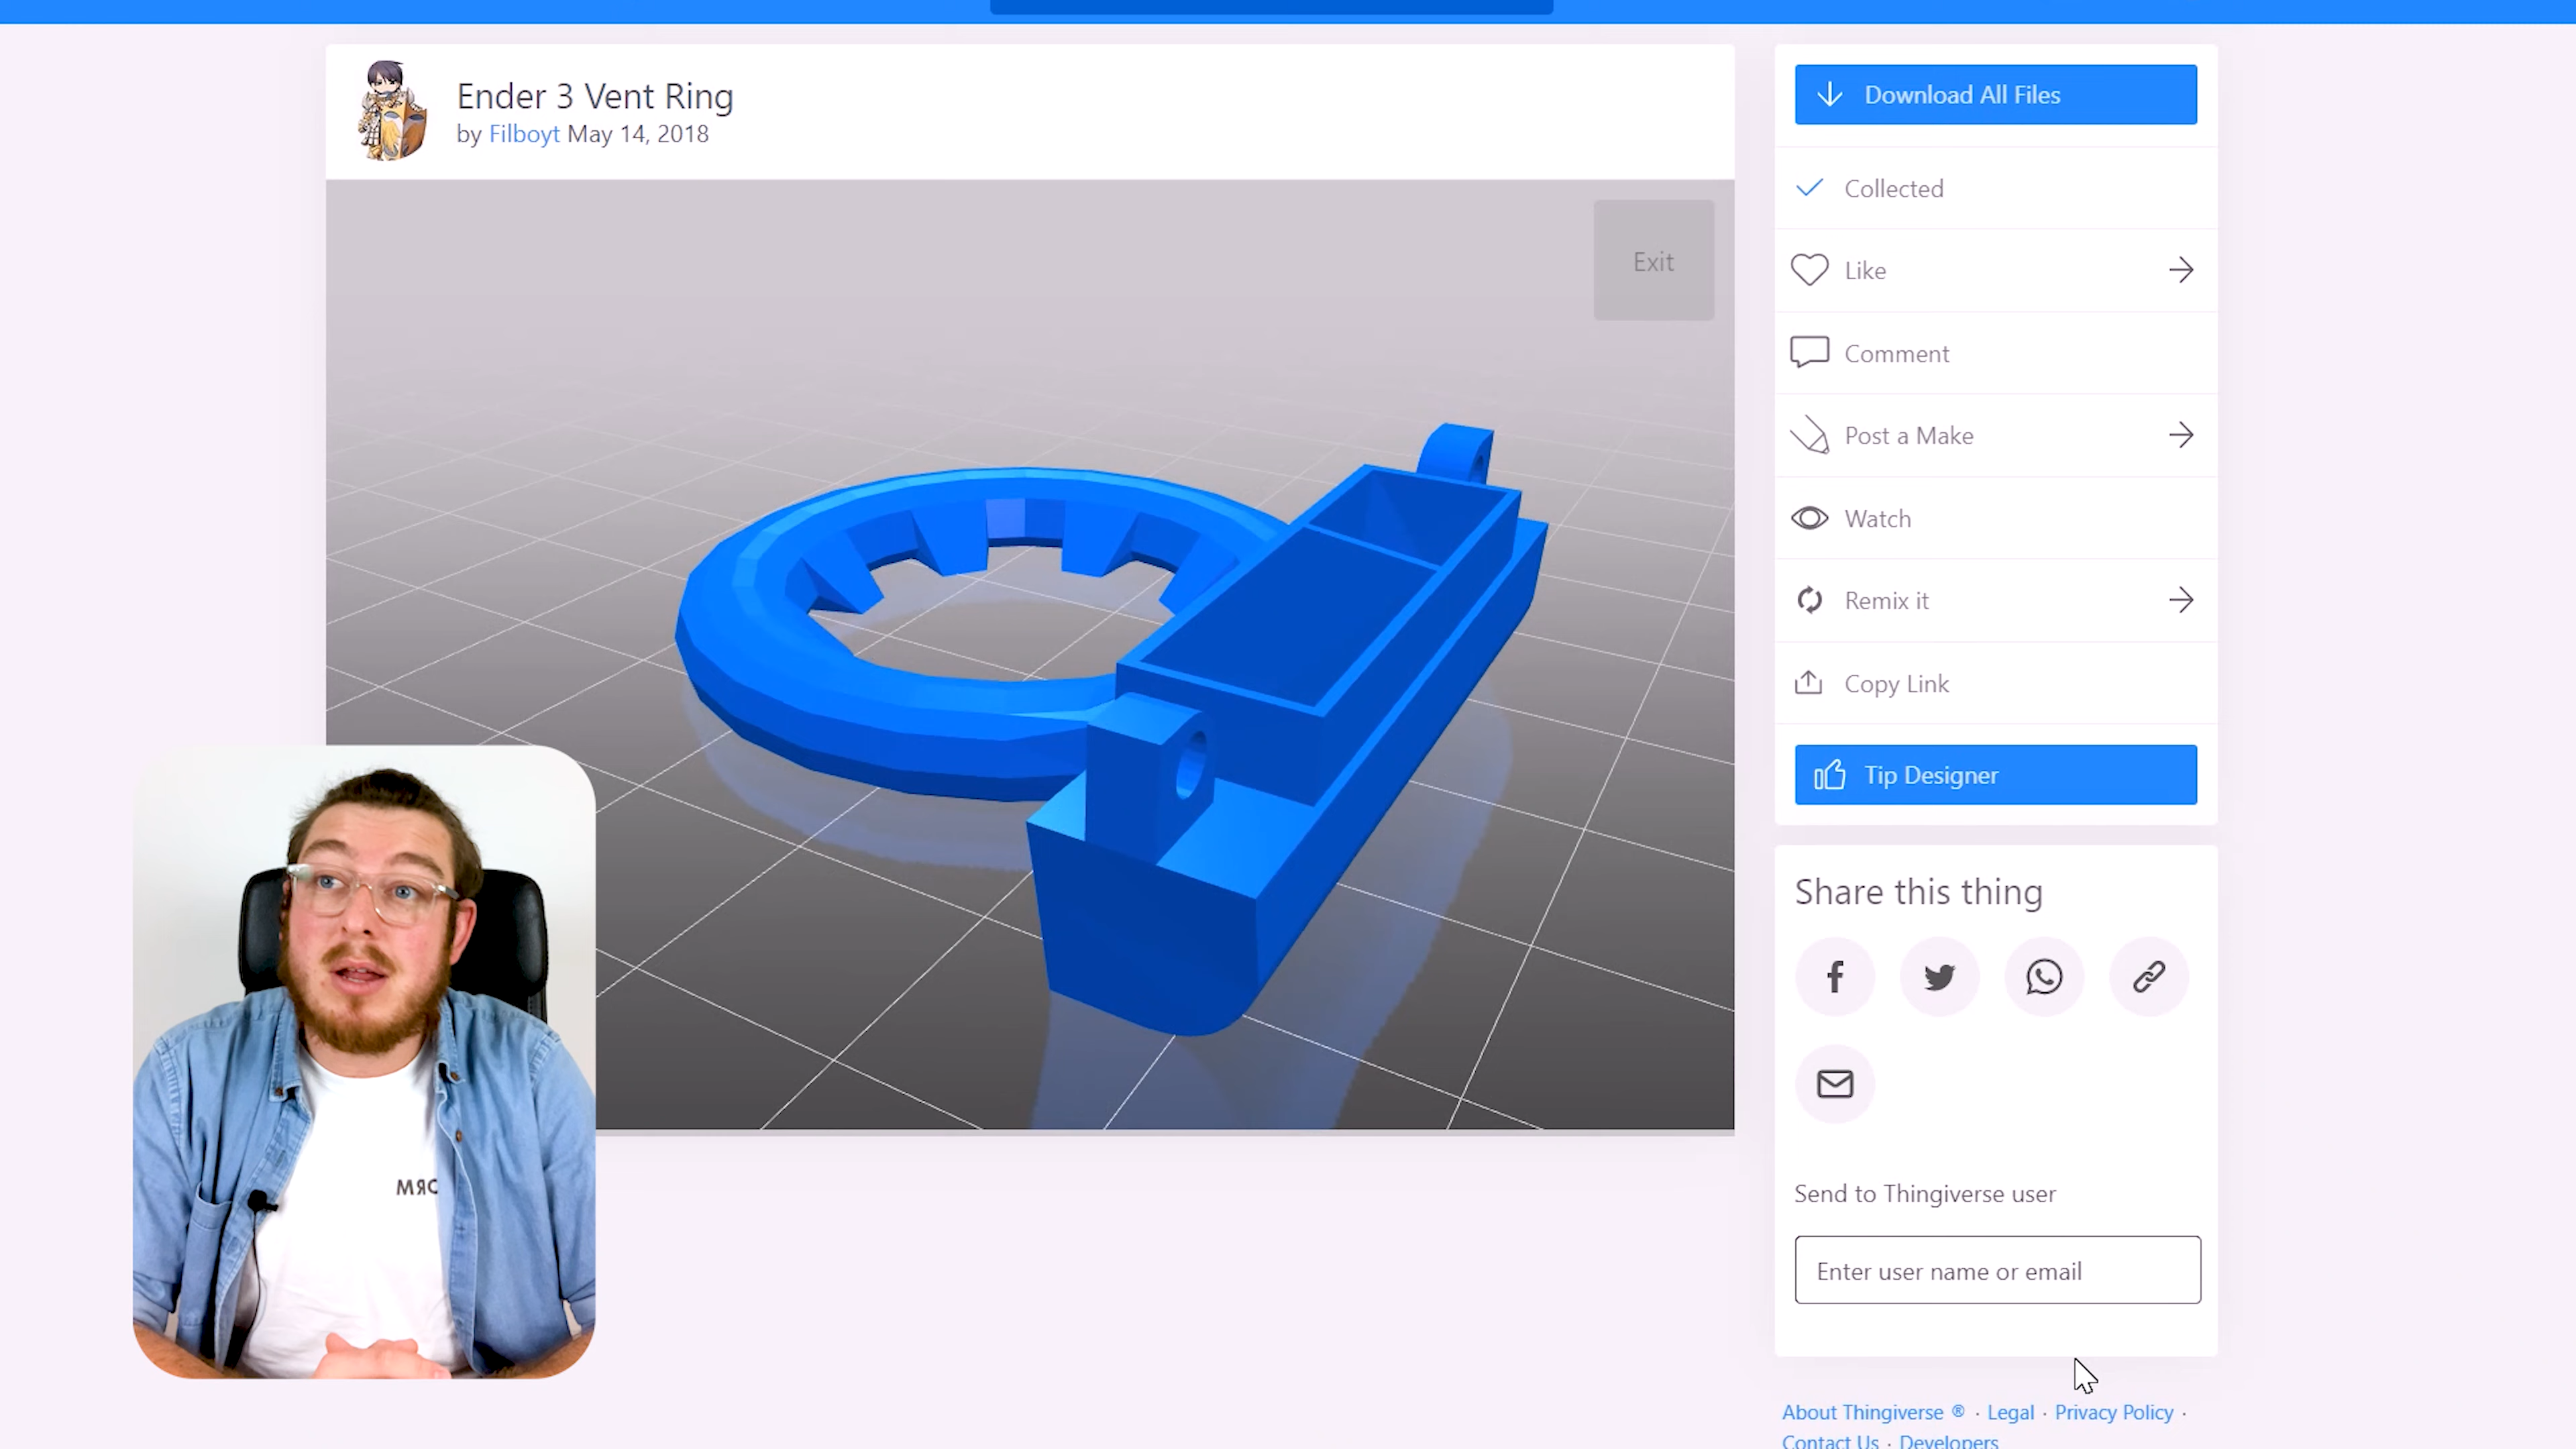 Ender 3 Vent Ring
by Filboyt May 14, 2018
Exit
Download All Files
Collected
Like
Comment
Post a Make
Watch
Remix it
Copy Link
Tip Designer
Share this thing
Send to Thingiverse user
Enter user name or email
About Thingiverse ® · Legal · Privacy Policy ·
Contact Us · Developers